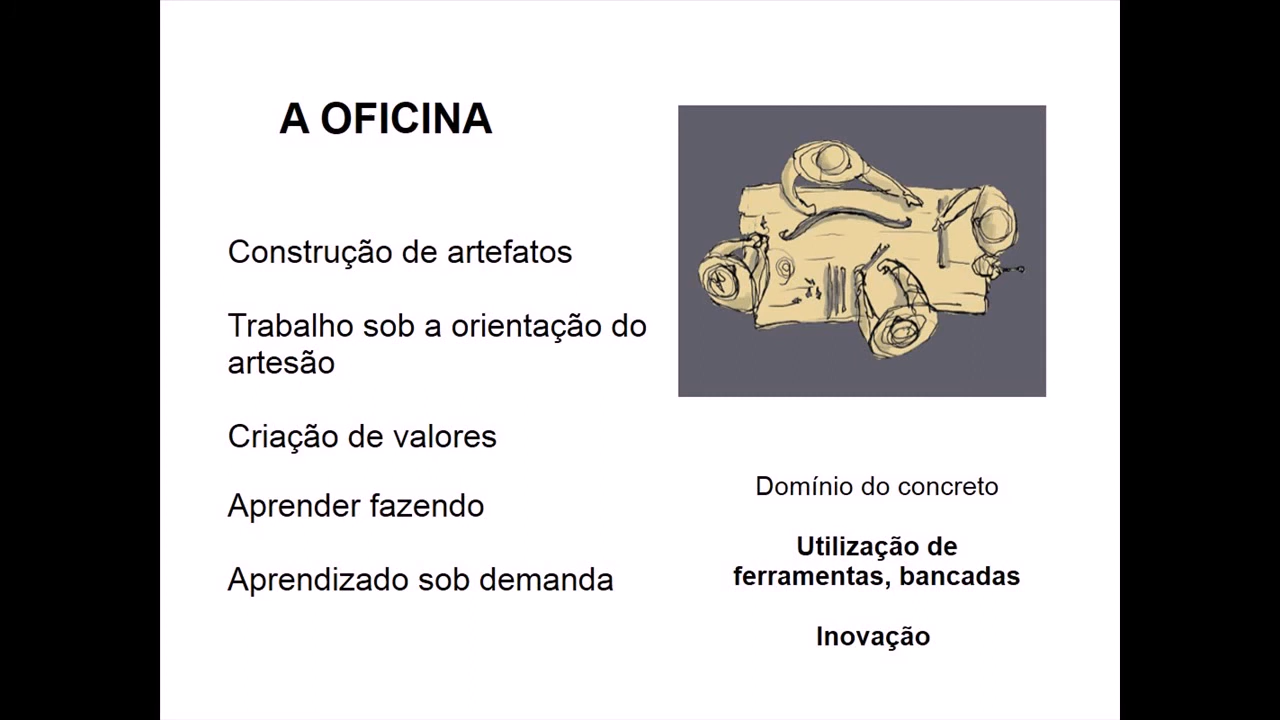 A OFICINA
Construção de artefatos
Trabalho sob a orientação do
artesão
Criação de valores
Aprender fazendo
Aprendizado sob demanda
Domínio do concreto
Utilização de
ferramentas, bancadas
Inovação